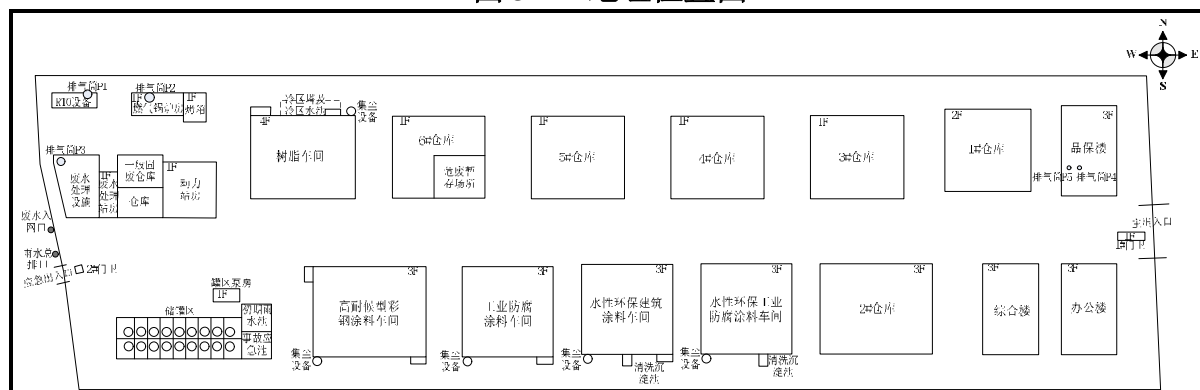 N
W
E
S
排气筒P1
RTO设备
排气筒P2
1F
燃气锅炉房
1F
烤箱
冷区塔及
冷区水池
集尘
设备
4F
树脂车间
1F
6#仓库
危废暂
存场所
1F
5#仓库
1F
4#仓库
1F
3#仓库
2F
1#仓库
3F
品保楼
排气筒P5
排气筒P4
排气筒P3
废水
处理
设施
1F
废水
处理
站房
一般固
废仓库
仓库
1F
动力
站房
废水入
网口
雨水总
排口
应急出入口
2#门卫
主出入口
1F
1#门卫
罐区泵房
1F
储罐区
初期雨
水池
事故应
急池
3F
高耐候型彩
钢涂料车间
集尘
设备
3F
工业防腐
涂料车间
集尘
设备
3F
水性环保建筑
涂料车间
集尘
设备
清洗沉
淀池
3F
水性环保工业
防腐涂料车间
集尘
设备
清洗沉
淀池
3F
2#仓库
3F
综合楼
3F
办公楼